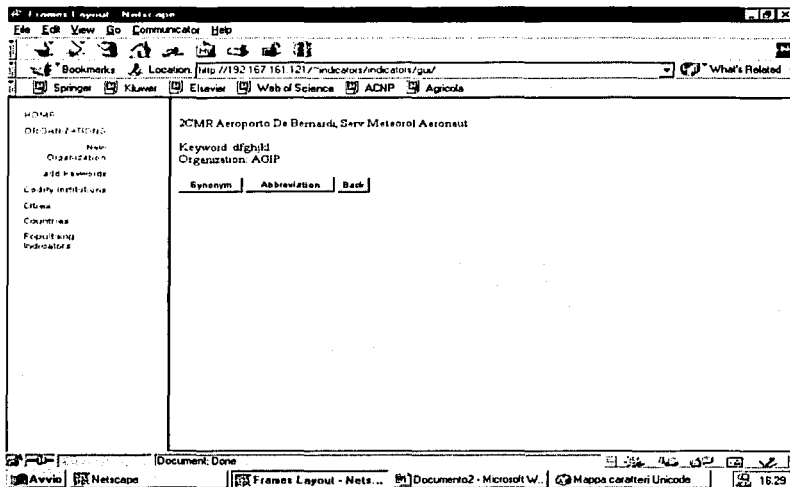 Frames Layout - Netscape
File Edit View Go Communicator Help
Bookmarks Location: http://192.167.161.121/~indicators/indicators/gui/ What's Related
Springer Kluwer Elsevier Web of Science ACNP Agricola
HOME
ORGANIZATIONS
New
Organization
add Keywords
Codify Institutions
Cities
Countries
Populating
Indicators
2CMR Aeroporto De Bernardi, Serv Meteorol Aeronaut
Keyword: dfghjkl
Organization: AGIP
Synonym Abbreviation Back
Document: Done
Avvio Netscape Frames Layout - Nets... Documento2 - Microsoft W... Mappa caratteri Unicode 16.29